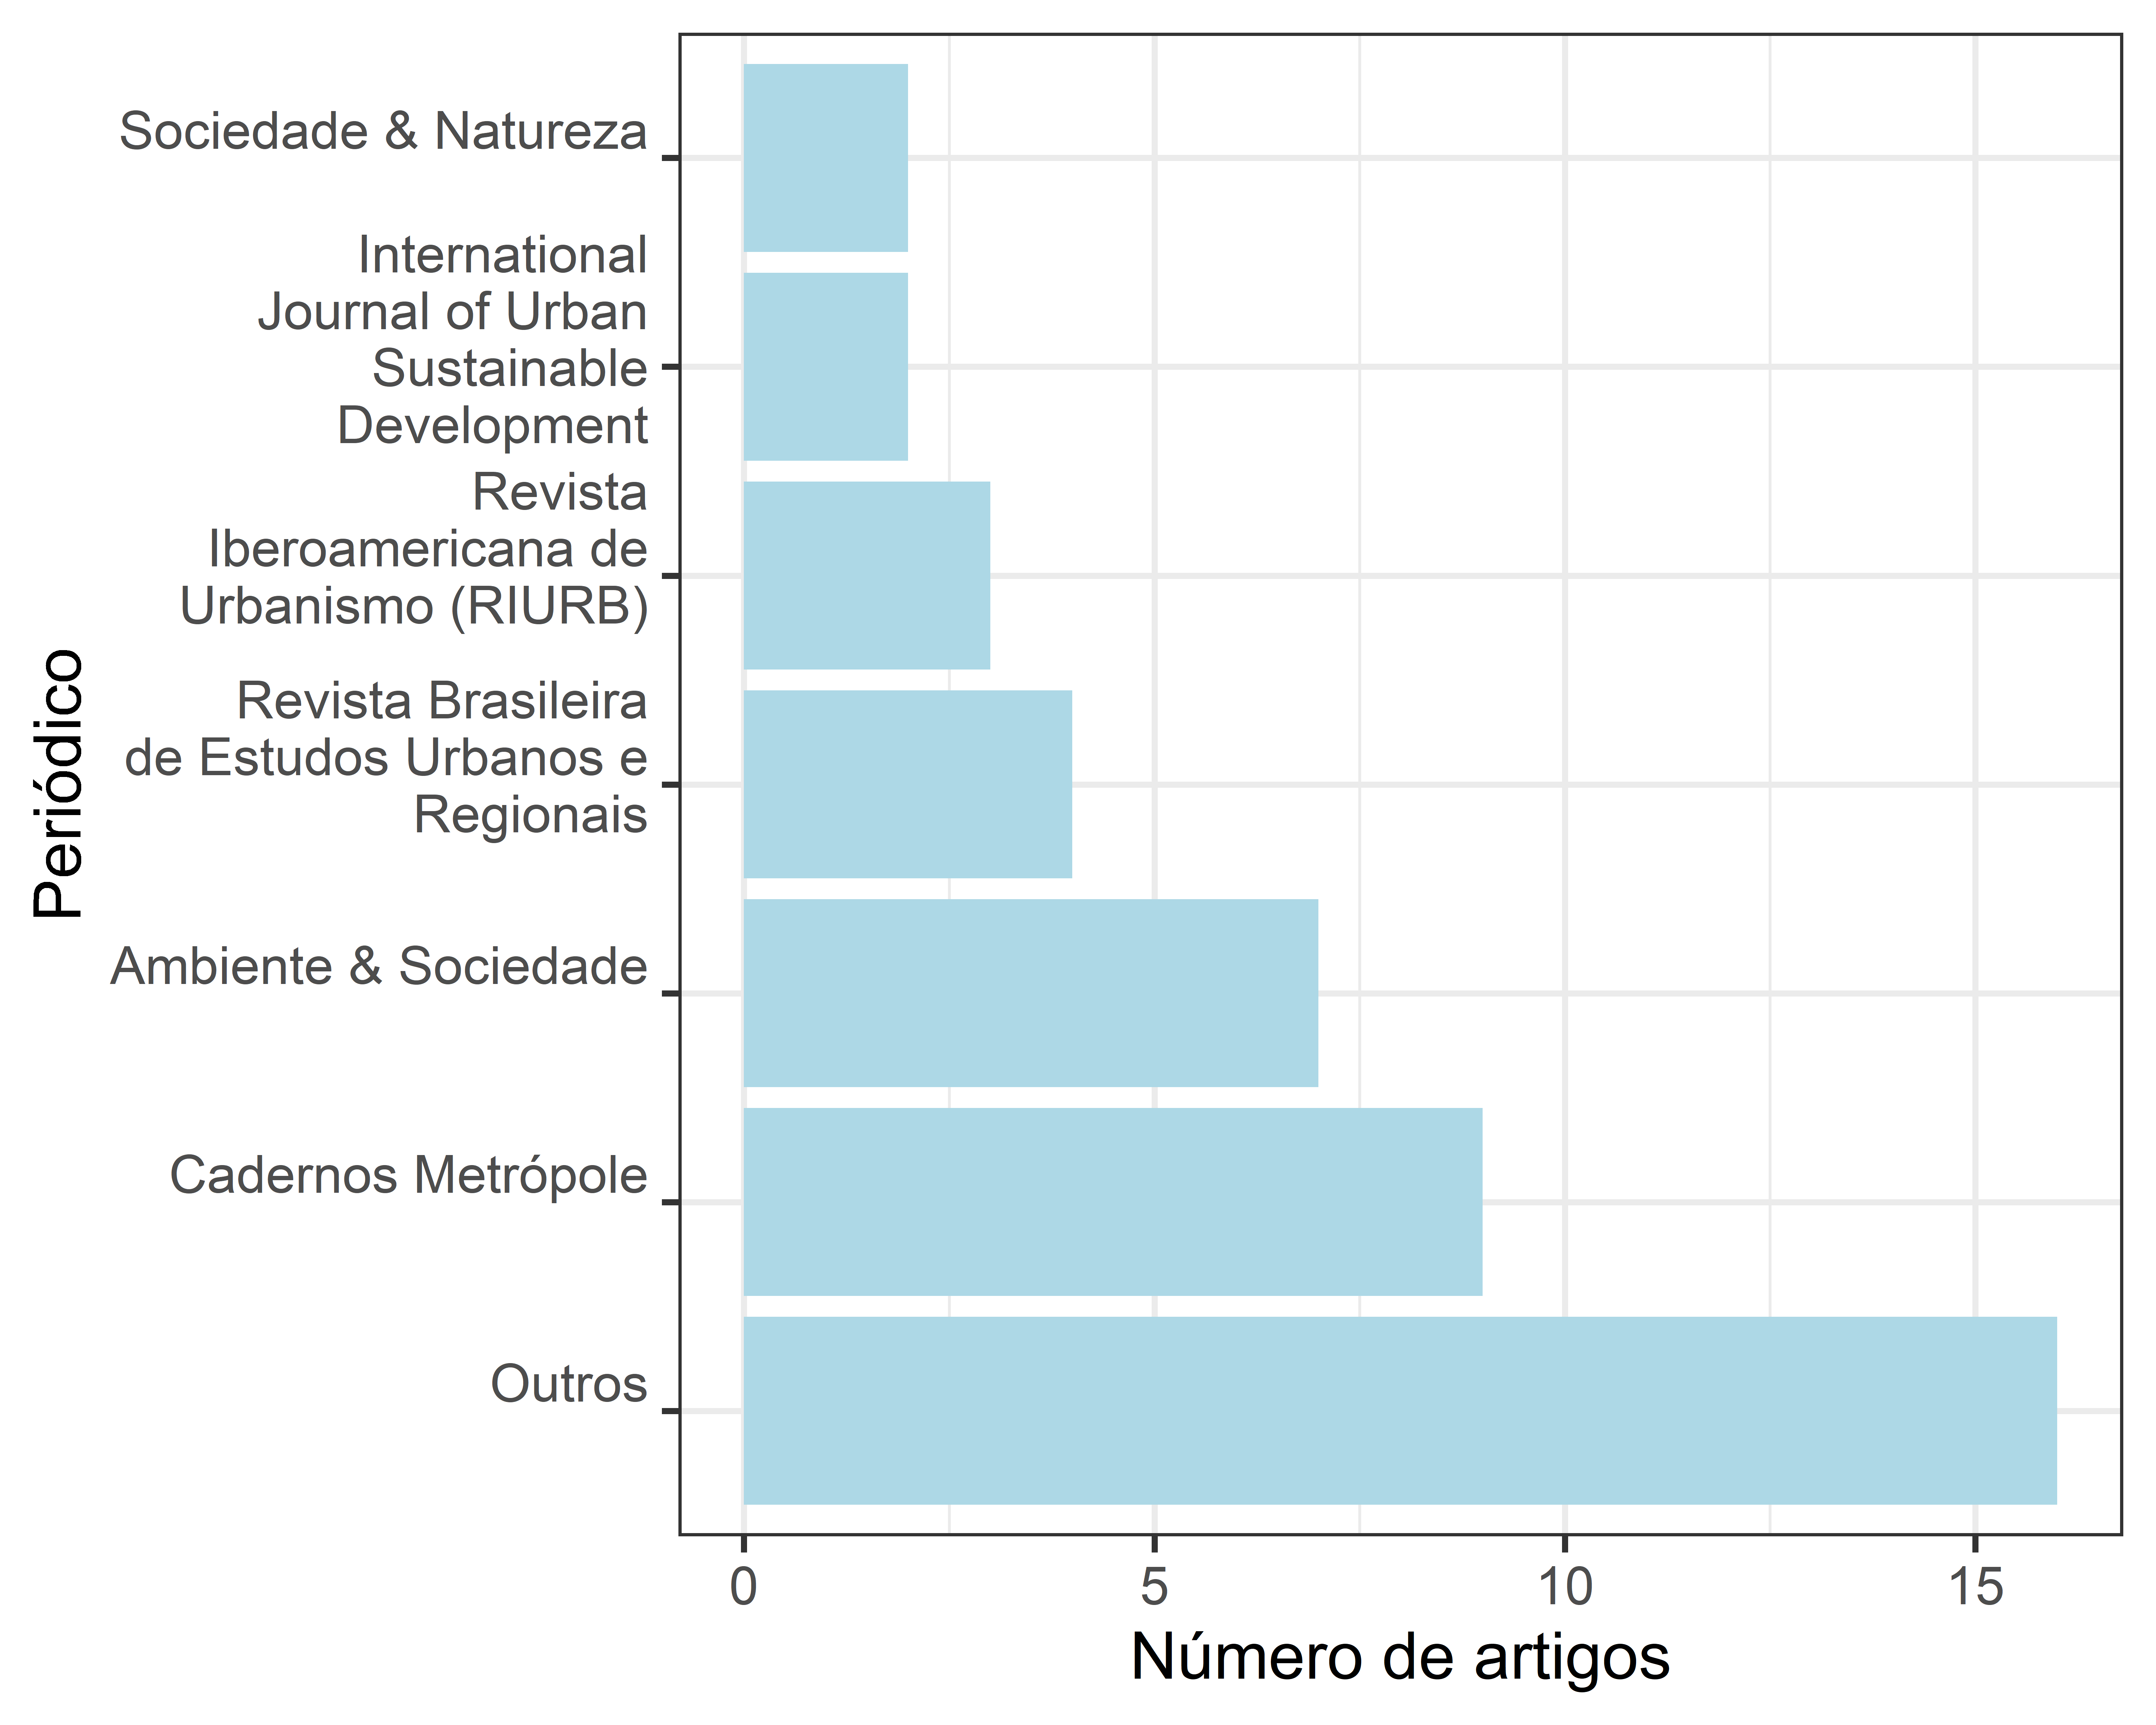 Sociedade & Natureza
International
Journal of Urban
Sustainable
Development
Revista
Iberoamericana de
Urbanismo (RIURB)
Revista Brasileira
de Estudos Urbanos e
Regionais
Ambiente & Sociedade
Cadernos Metrópole
Outros
Periódico
0 5 10 15
Número de artigos